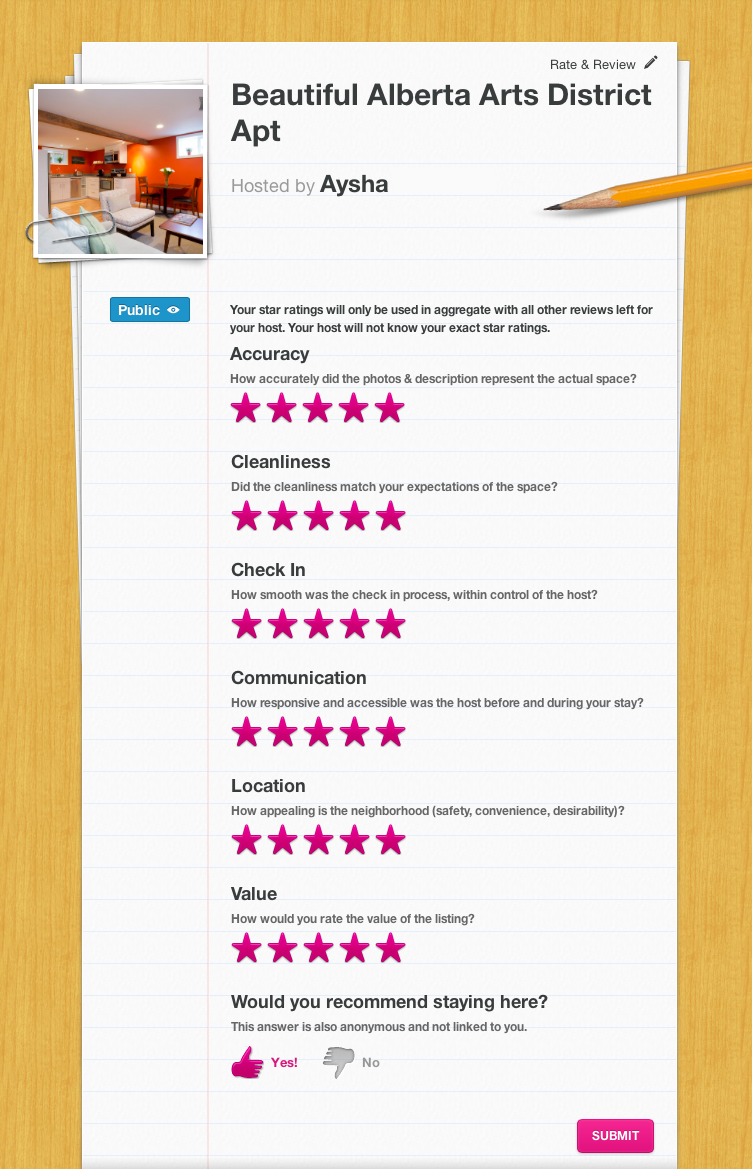 Rate & Review
Beautiful Alberta Arts District
Apt
Hosted by Aysha
Public
Your star ratings will only be used in aggregate with all other reviews left for
your host. Your host will not know your exact star ratings.
Accuracy
How accurately did the photos & description represent the actual space?
Cleanliness
Did the cleanliness match your expectations of the space?
Check In
How smooth was the check in process, within control of the host?
Communication
How responsive and accessible was the host before and during your stay?
Location
How appealing is the neighborhood (safety, convenience, desirability)?
Value
How would you rate the value of the listing?
Would you recommend staying here?
This answer is also anonymous and not linked to you.
Yes! No
SUBMIT